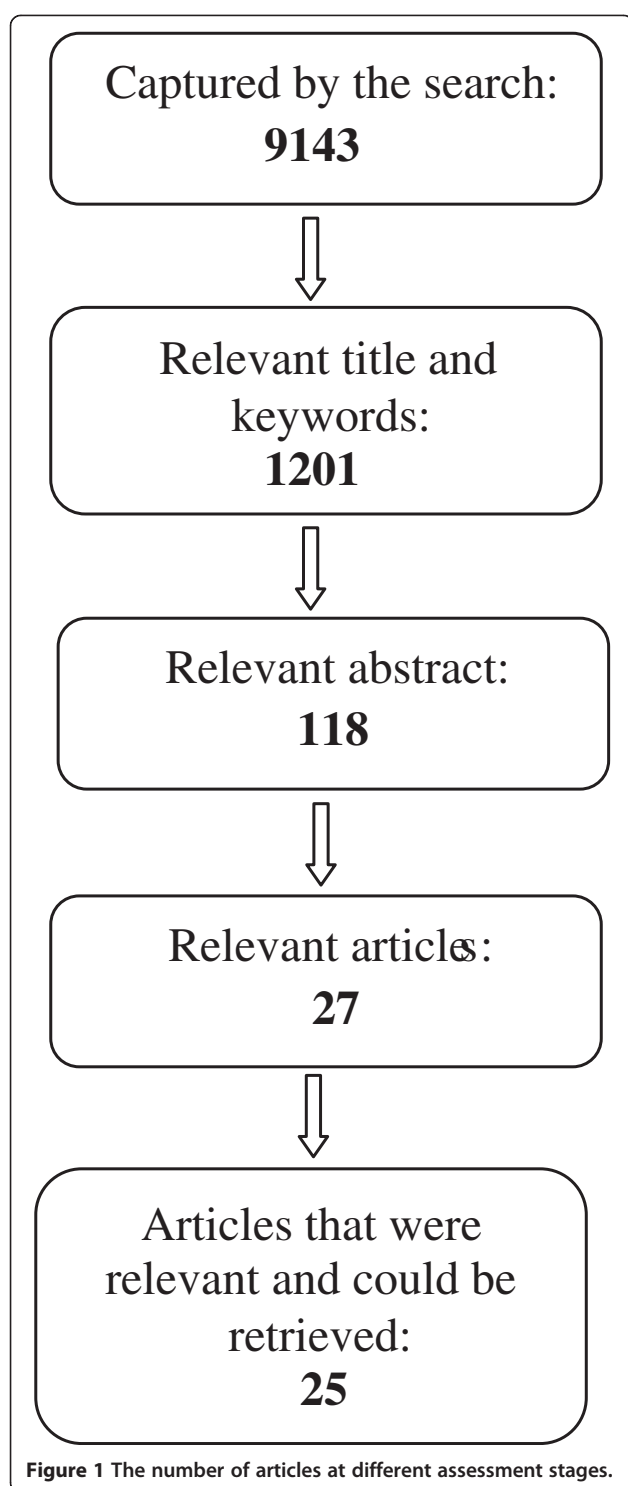 Captured by the search:
9143
Relevant title and
keywords:
1201
Relevant abstract:
118
Relevant articles:
27
Articles that were
relevant and could be
retrieved:
25
Figure 1 The number of articles at different assessment stages.